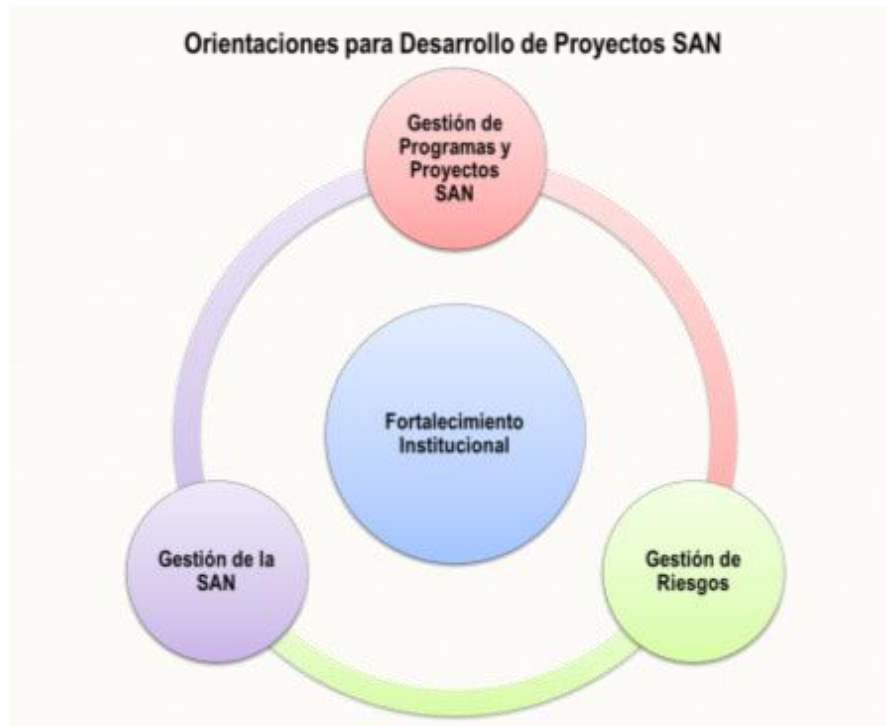 Orientaciones para Desarrollo de Proyectos SAN
Gestión de
Programas y
Proyectos
SAN
Fortalecimiento
Institucional
Gestión de la
SAN
Gestión de
Riesgos